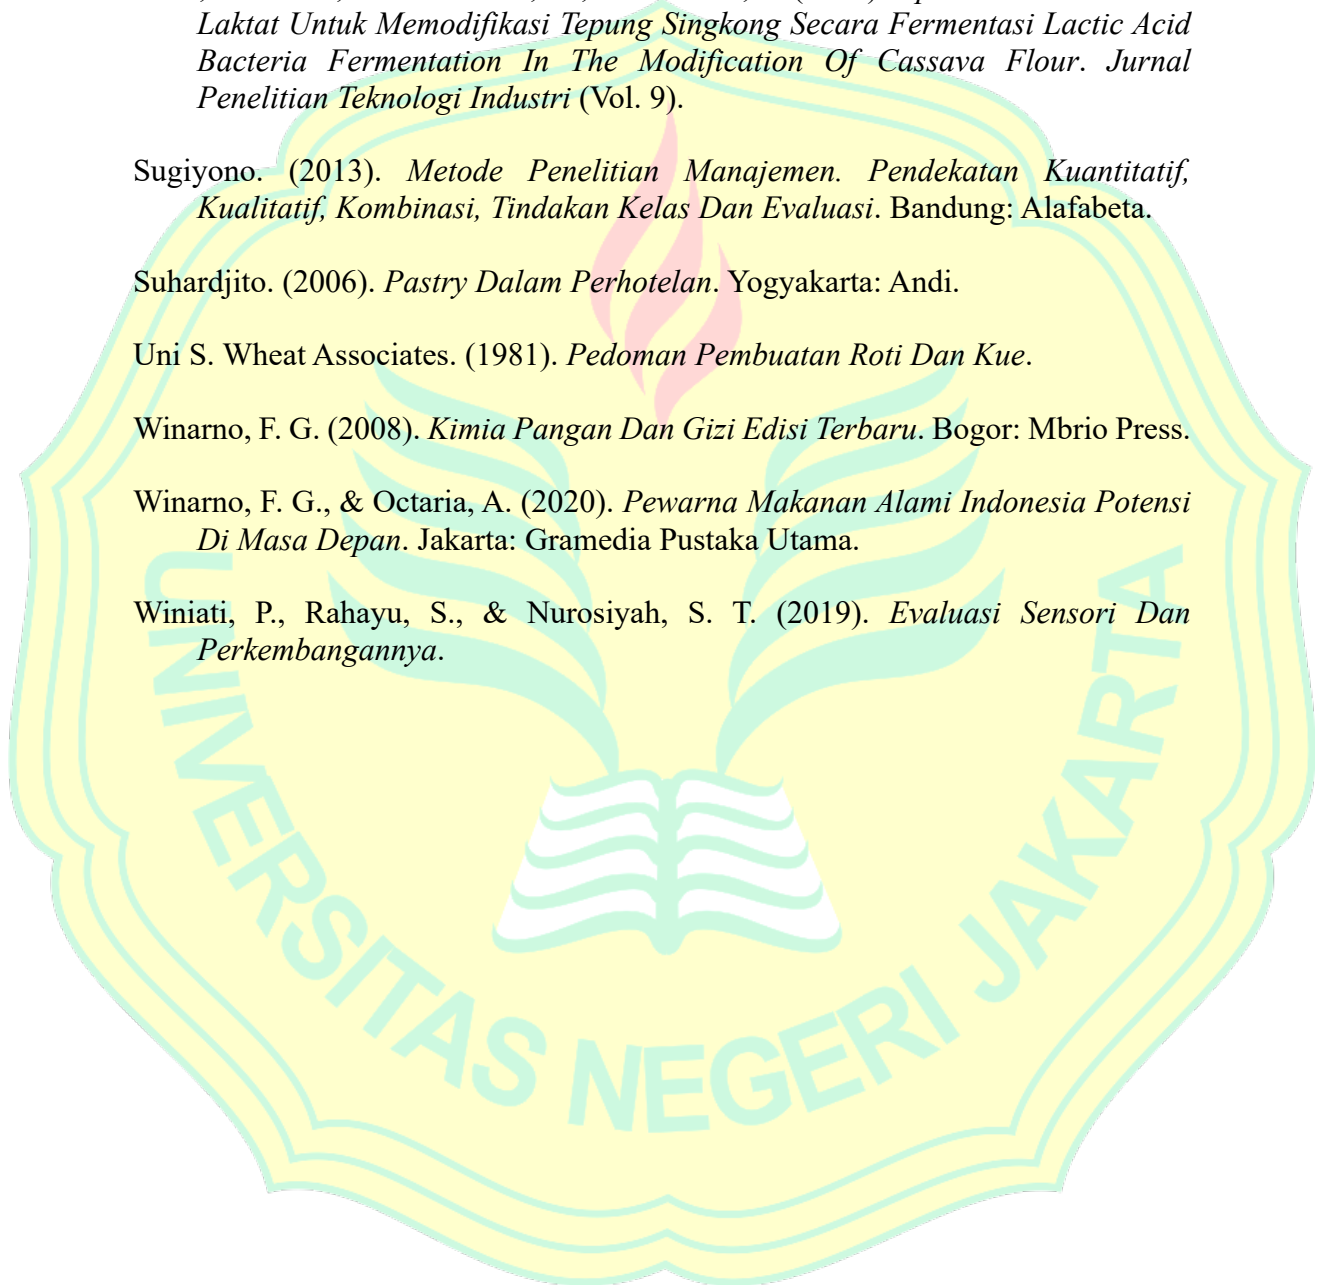 Laktat Untuk Memodifikasi Tepung Singkong Secara Fermentasi Lactic Acid
Bacteria Fermentation In The Modification Of Cassava Flour. Jurnal
Penelitian Teknologi Industri (Vol. 9).
Sugiyono. (2013). Metode Penelitian Manajemen. Pendekatan Kuantitatif,
Kualitatif, Kombinasi, Tindakan Kelas Dan Evaluasi. Bandung: Alafabeta.
Suhardjito. (2006). Pastry Dalam Perhotelan. Yogyakarta: Andi.
Uni S. Wheat Associates. (1981). Pedoman Pembuatan Roti Dan Kue.
Winarno, F. G. (2008). Kimia Pangan Dan Gizi Edisi Terbaru. Bogor: Mbrio Press.
Winarno, F. G., & Octaria, A. (2020). Pewarna Makanan Alami Indonesia Potensi
Di Masa Depan. Jakarta: Gramedia Pustaka Utama.
Winiati, P., Rahayu, S., & Nurosiyah, S. T. (2019). Evaluasi Sensori Dan
Perkembangannya.
UNIVERSITAS NEGERI JAKARTA